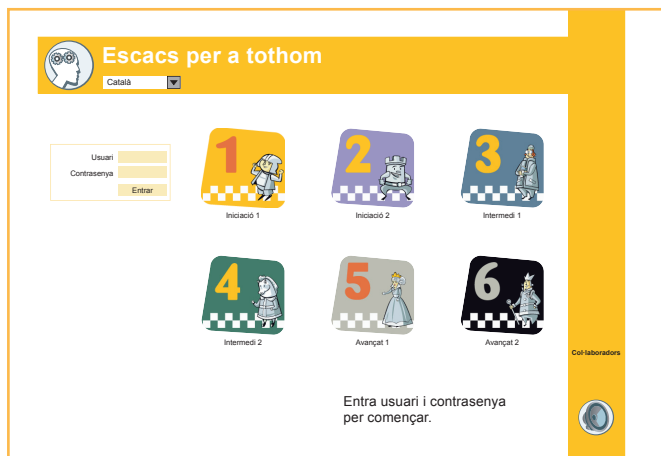 Escacs per a tothom
Català
Usuari
Contrasenya
Entrar
1
Iniciació 1
2
Iniciació 2
3
Intermedi 1
4
Intermedi 2
5
Avançat 1
6
Avançat 2
Col·laboradors
Entra usuari i contrasenya
per començar.